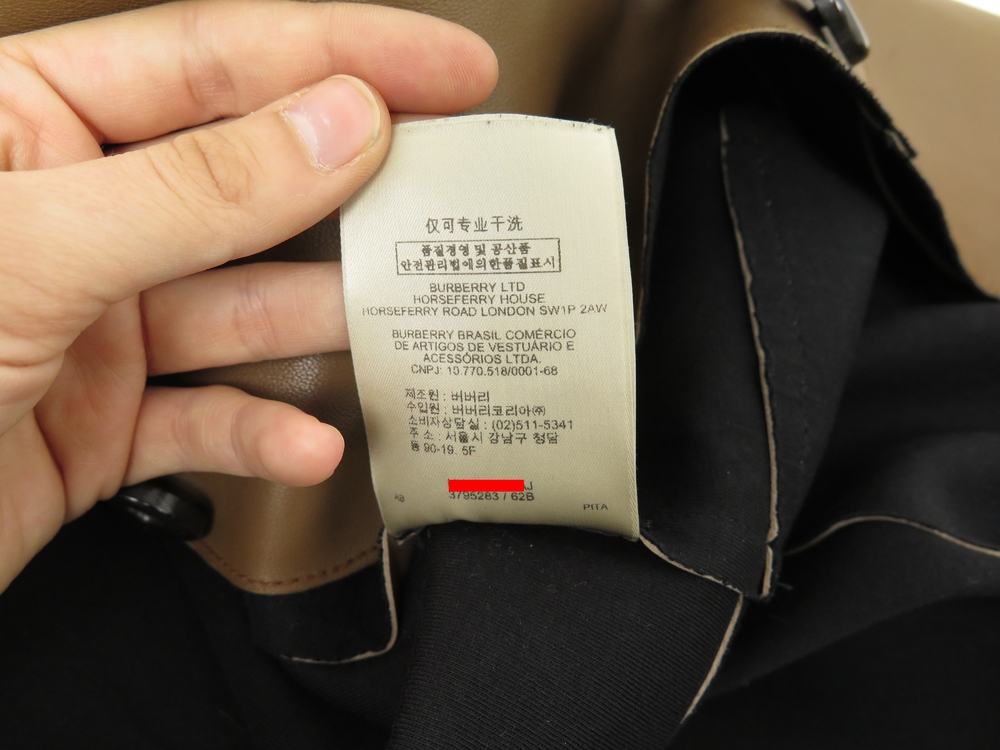 仅可专业干洗
품질경영 및 공산품
안전관리법에의한품질표시
BURBERRY LTD
HORSEFERRY HOUSE
HORSEFERRY ROAD LONDON SW1P 2AW
BURBERRY BRASIL COMÉRCIO
DE ARTIGOS DE VESTUÁRIO E
ACESSÓRIOS LTDA.
CNPJ: 10.770.518/0001-68
제조원 : 버버리
수입원 : 버버리코리아㈜
소비자상담실 : (02)511-5341
주 소 : 서울시 강남구 청담
동 90-19. 5F
3795283 / 62B
PITA